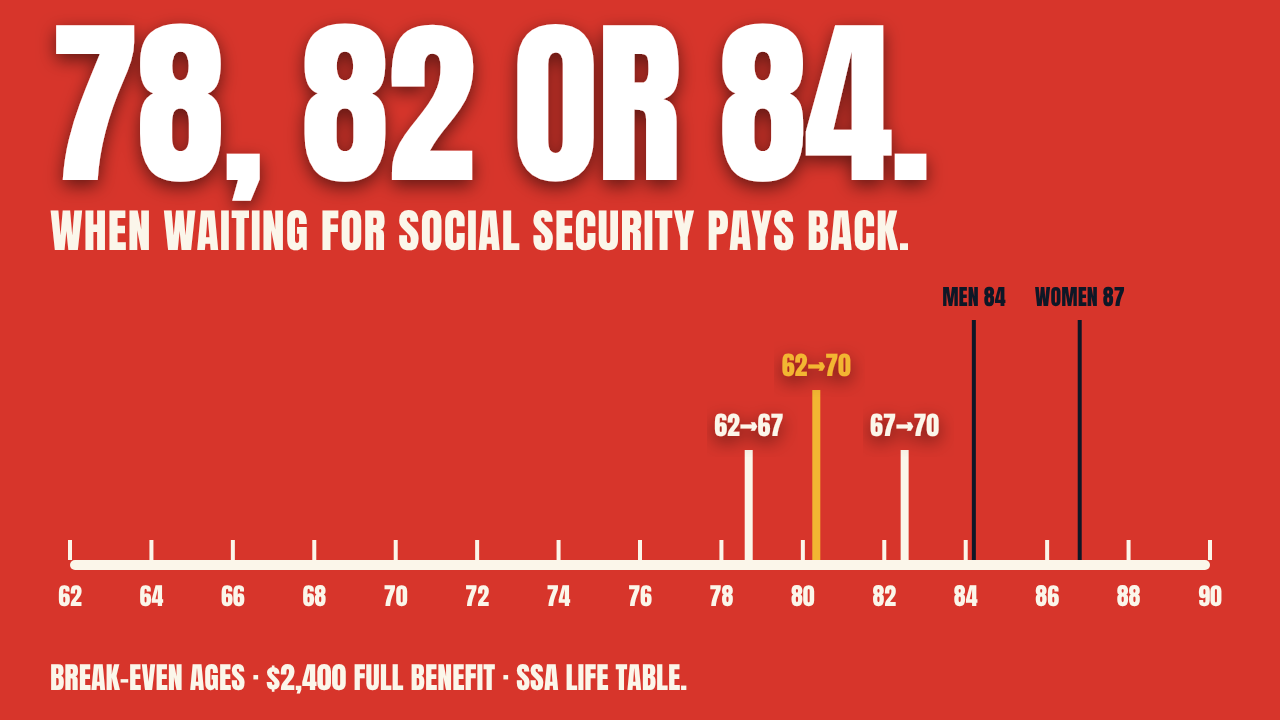 78, 82 OR 84.
WHEN WAITING FOR SOCIAL SECURITY PAYS BACK.
MEN 84 WOMEN 87
62→70
62→67 67→70
62 64 66 68 70 72 74 76 78 80 82 84 86 88 90
BREAK-EVEN AGES · $2,400 FULL BENEFIT · SSA LIFE TABLE.